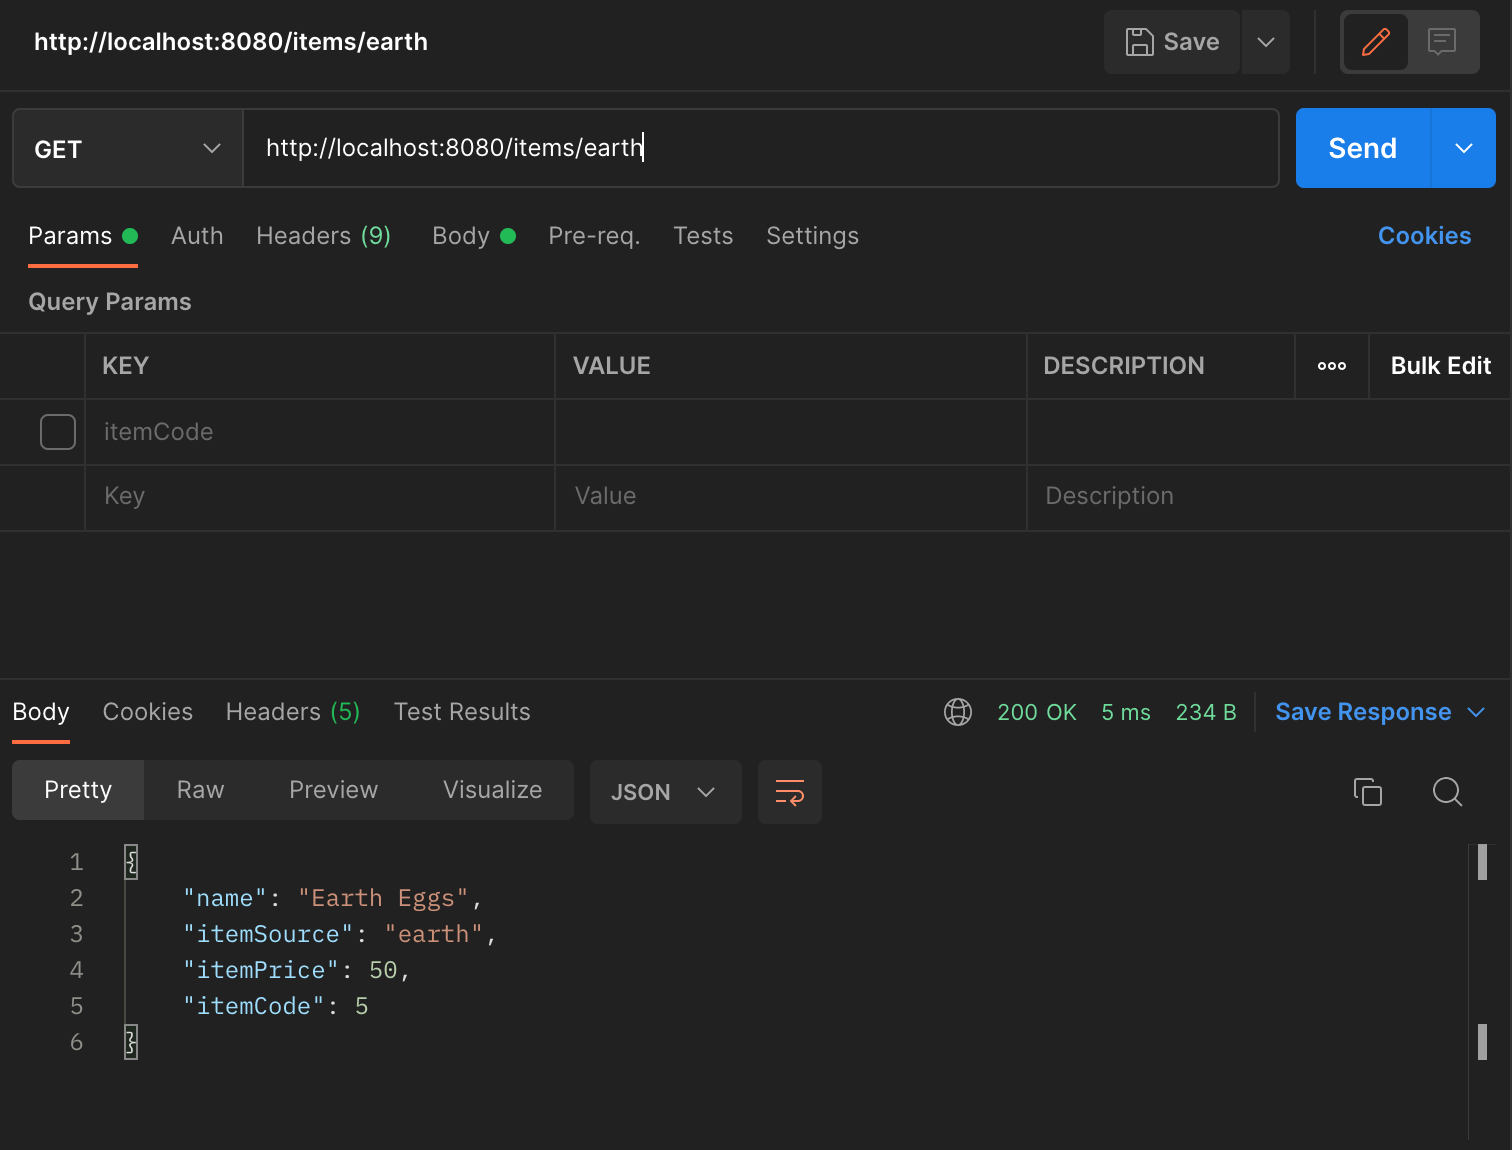 http://localhost:8080/items/earth
Save
GET
http://localhost:8080/items/earth
Send
Params Auth Headers (9) Body Pre-req. Tests Settings Cookies
Query Params
KEY VALUE DESCRIPTION ooo Bulk Edit
itemCode
Key Value Description
Body Cookies Headers (5) Test Results 200 OK 5 ms 234 B Save Response
Pretty Raw Preview Visualize JSON
1 {
2 "name": "Earth Eggs",
3 "itemSource": "earth",
4 "itemPrice": 50,
5 "itemCode": 5
6 }